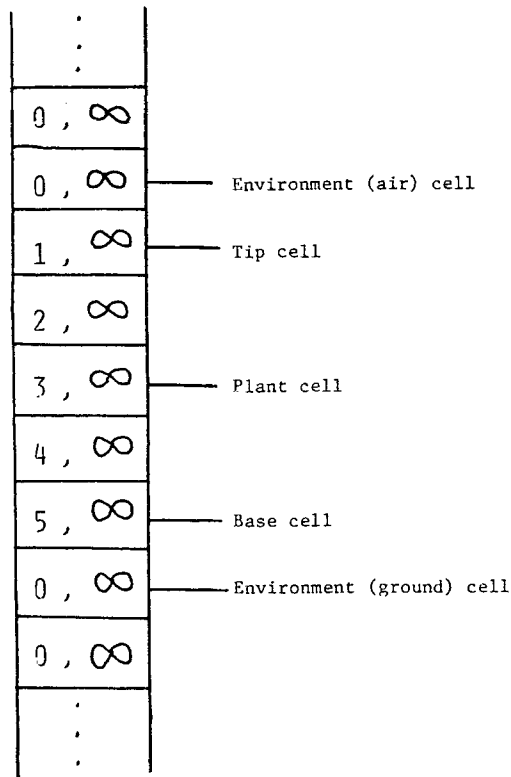 0 , ∞
0 , ∞ Environment (air) cell
1 , ∞ Tip cell
2 , ∞
3 , ∞ Plant cell
4 , ∞
5 , ∞ Base cell
0 , ∞ Environment (ground) cell
0 , ∞